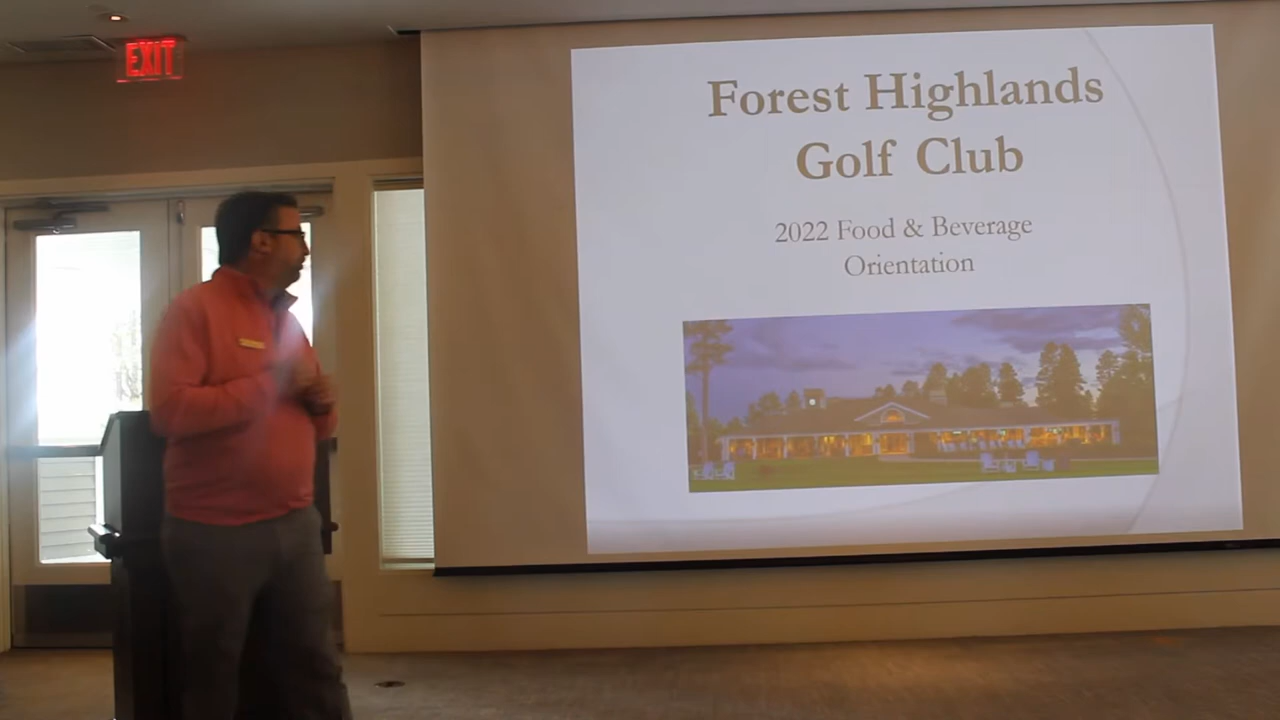 EXIT
Forest Highlands
Golf Club
2022 Food & Beverage
Orientation